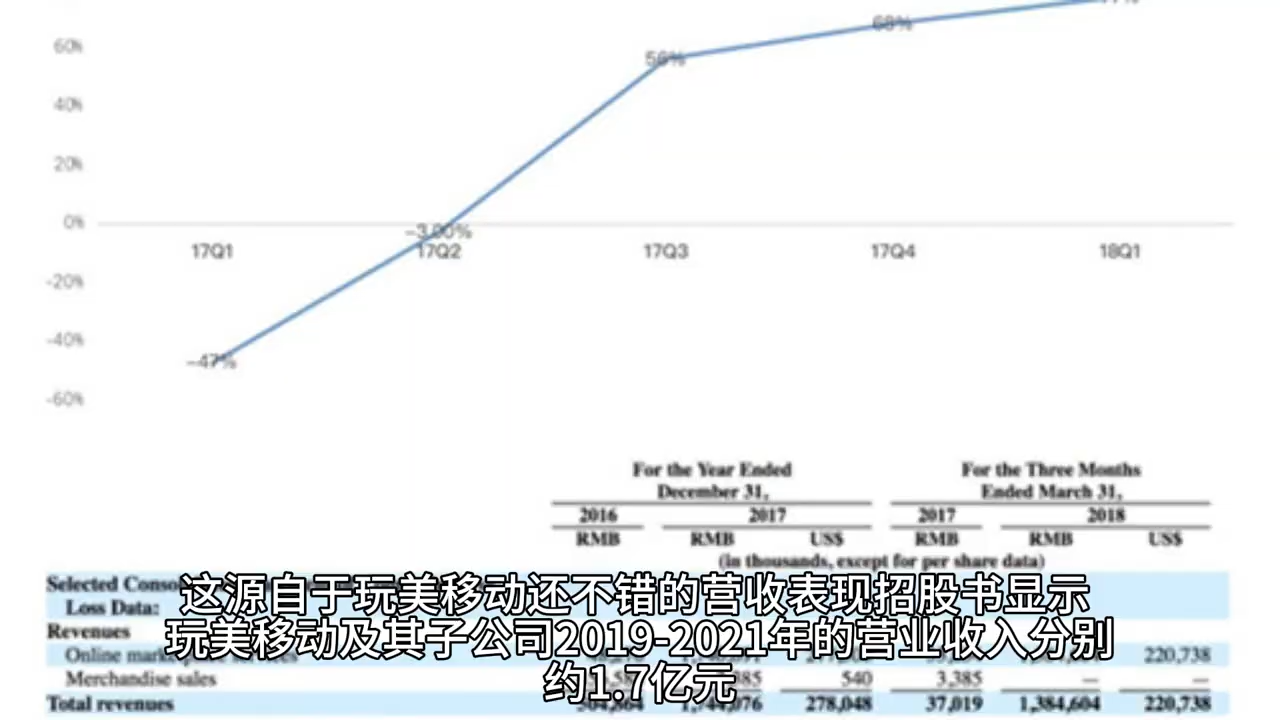 60%
68%
56%
40%
20%
0%
17Q1
17Q2
17Q3
17Q4
18Q1
-20%
-40%
-47%
-60%
For the Year Ended For the Three Months
December 31, Ended March 31,
2016 2017 2017 2018
RMB RMB US$ RMB RMB US$
(in thousands, except for per share data)
Selected
Loss Data:
Revenues
Online 220,738
Merchandise sales 540 3,385 — —
Total revenues 278,048 37,019 1,384,604 220,738
这源自于玩美移动还不错的营收表现招股书显示
玩美移动及其子公司2019-2021年的营业收入分别
约1.7亿元